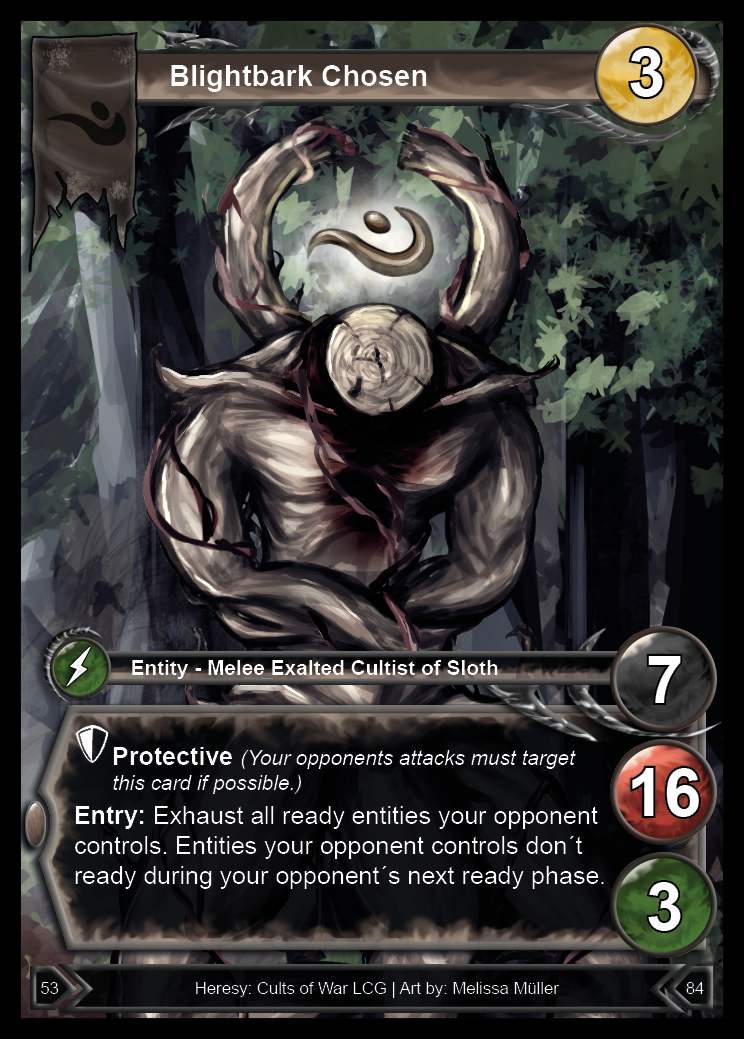 Blightbark Chosen
3
Entity - Melee Exalted Cultist of Sloth
7
Protective (Your opponents attacks must target
this card if possible.)
16
Entry: Exhaust all ready entities your opponent
controls. Entities your opponent controls don´t
ready during your opponent´s next ready phase.
3
53
Heresy: Cults of War LCG | Art by: Melissa Müller
84